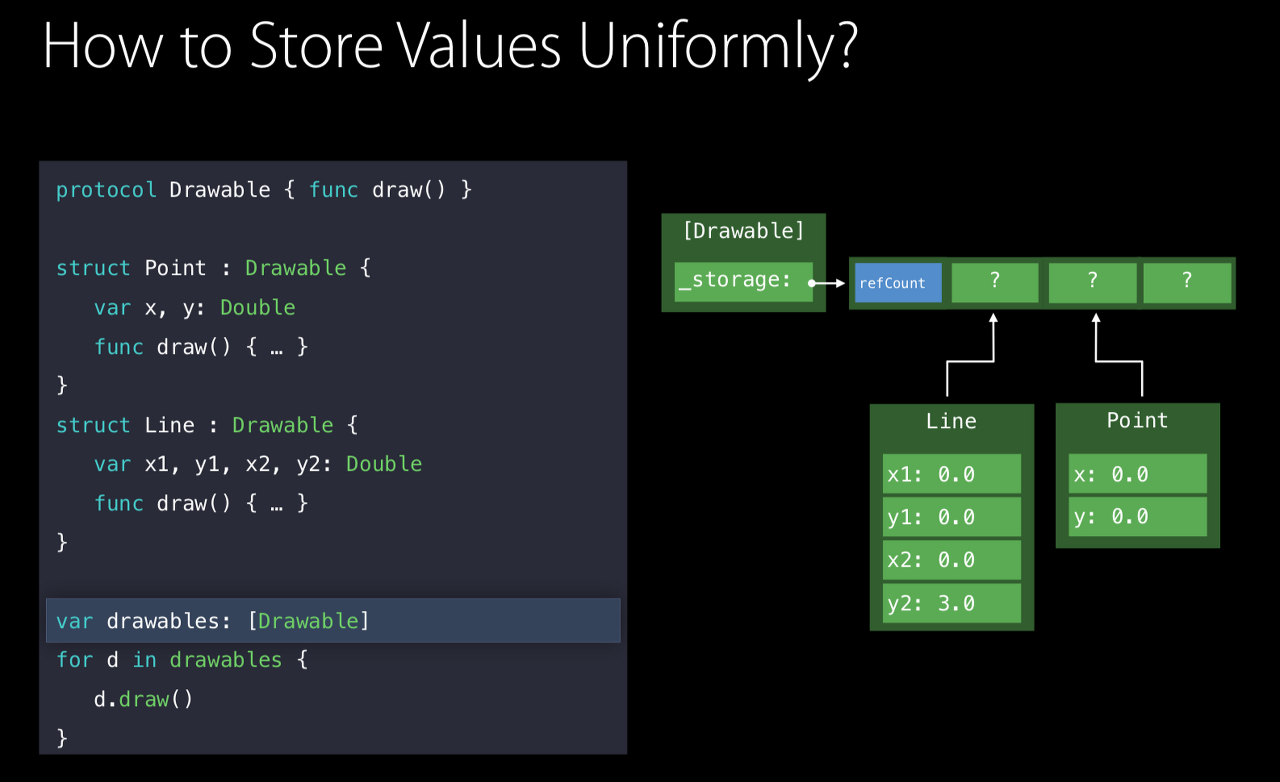 How to Store Values Uniformly?
protocol Drawable { func draw() }
struct Point : Drawable {
var x, y: Double
func draw() { … }
}
struct Line : Drawable {
var x1, y1, x2, y2: Double
func draw() { … }
}
var drawables: [Drawable]
for d in drawables {
d.draw()
}
[Drawable]
_storage:
refCount ? ? ?
Line
x1: 0.0
y1: 0.0
x2: 0.0
y2: 3.0
Point
x: 0.0
y: 0.0